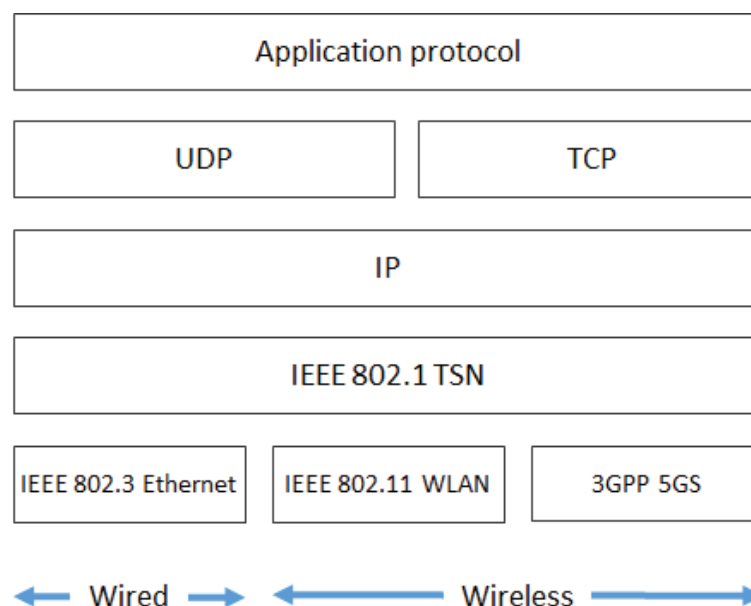 Application protocol
UDP
TCP
IP
IEEE 802.1 TSN
IEEE 802.3 Ethernet
IEEE 802.11 WLAN
3GPP 5GS
Wired
Wireless